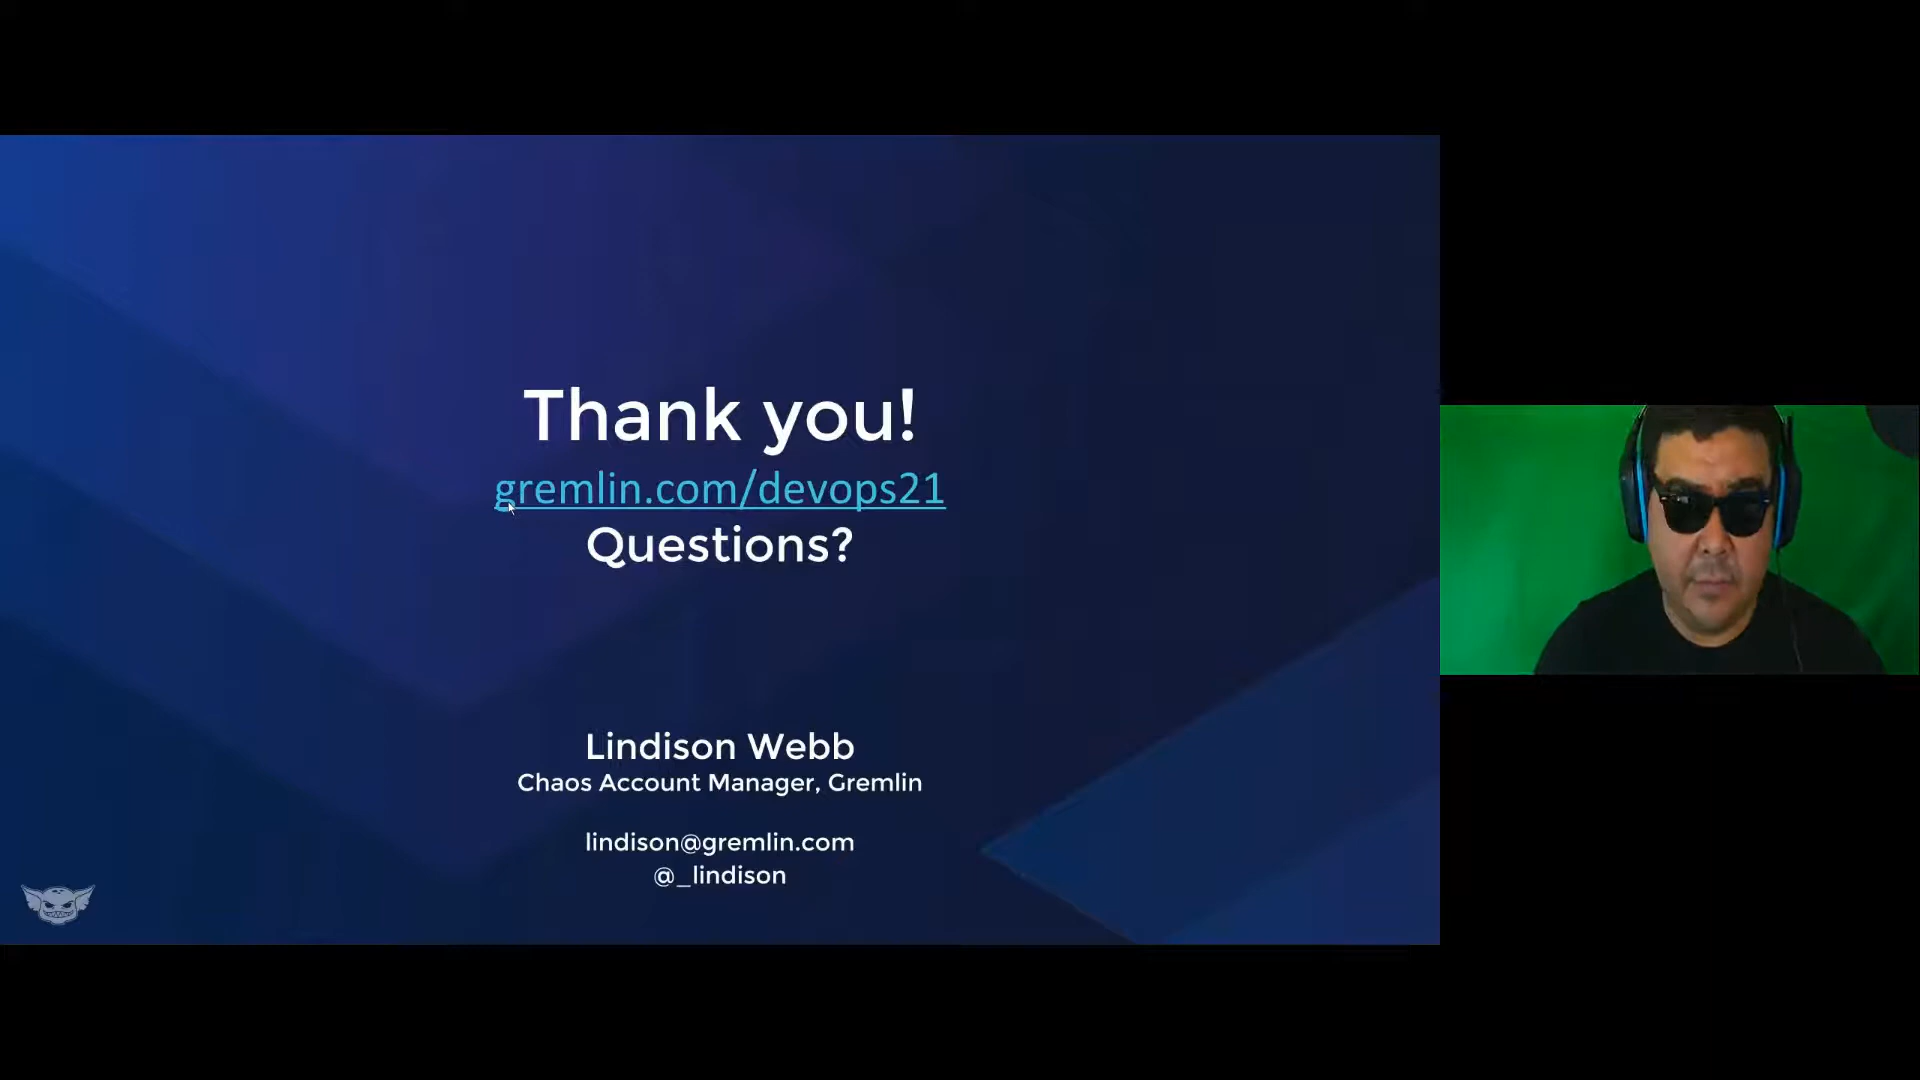 Thank you!
gremlin.com/devops21
Questions?
Lindison Webb
Chaos Account Manager, Gremlin
lindison@gremlin.com
@_lindison